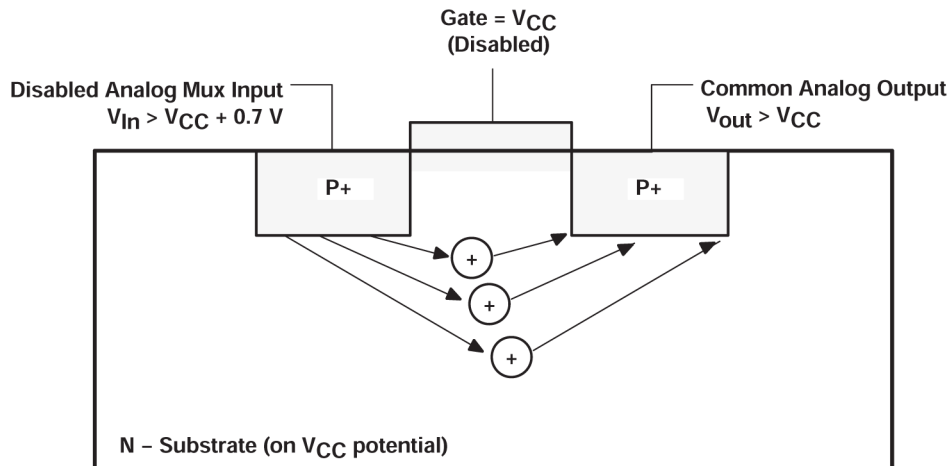 Gate = VCC
(Disabled)
Disabled Analog Mux Input
VIn > VCC + 0.7 V
Common Analog Output
Vout > VCC
P+
P+
+
+
+
N – Substrate (on VCC potential)